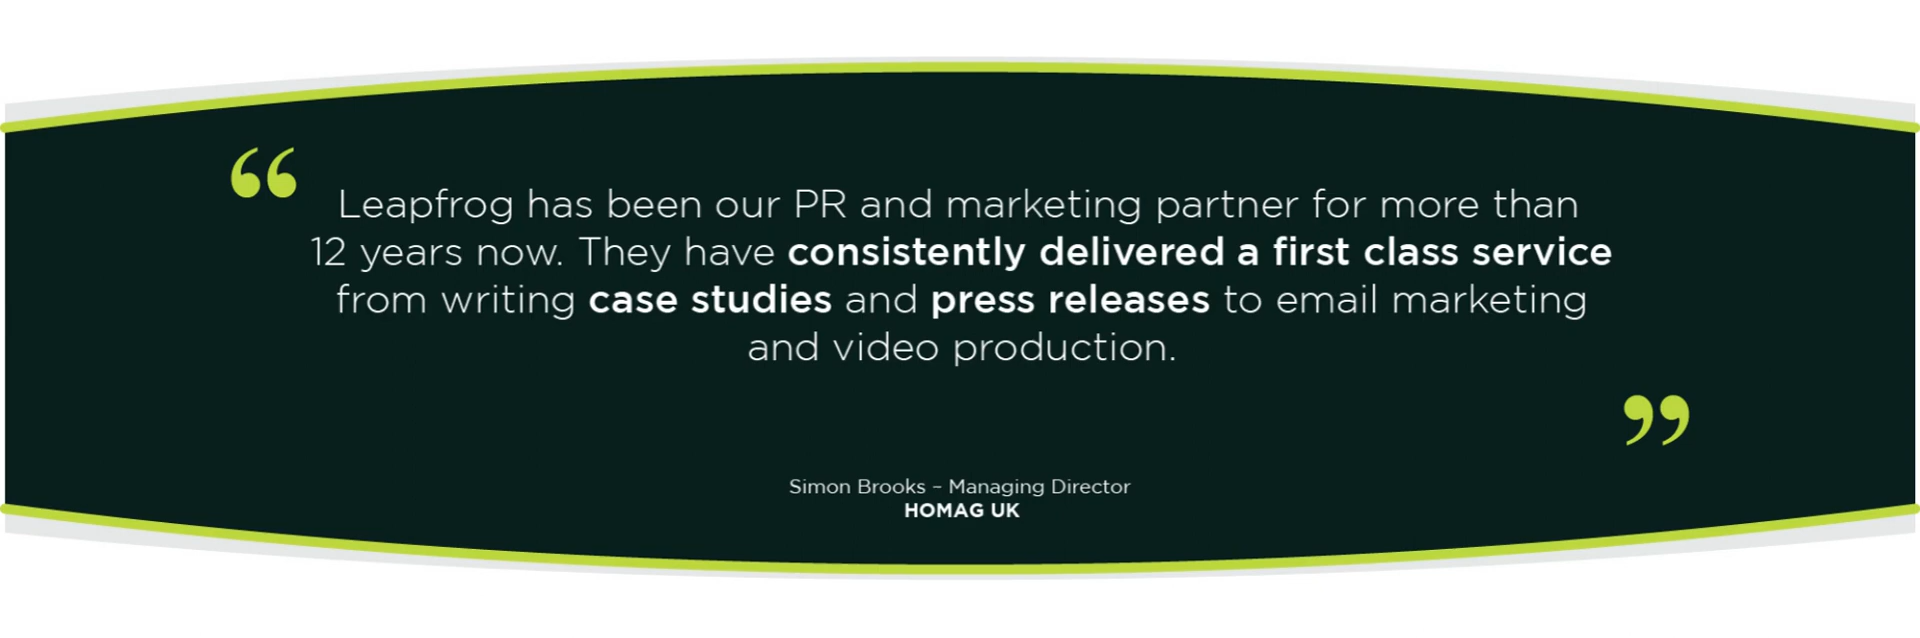 “ Leapfrog has been our PR and marketing partner for more than
12 years now. They have consistently delivered a first class service
from writing case studies and press releases to email marketing
and video production.
”
Simon Brooks – Managing Director
HOMAG UK